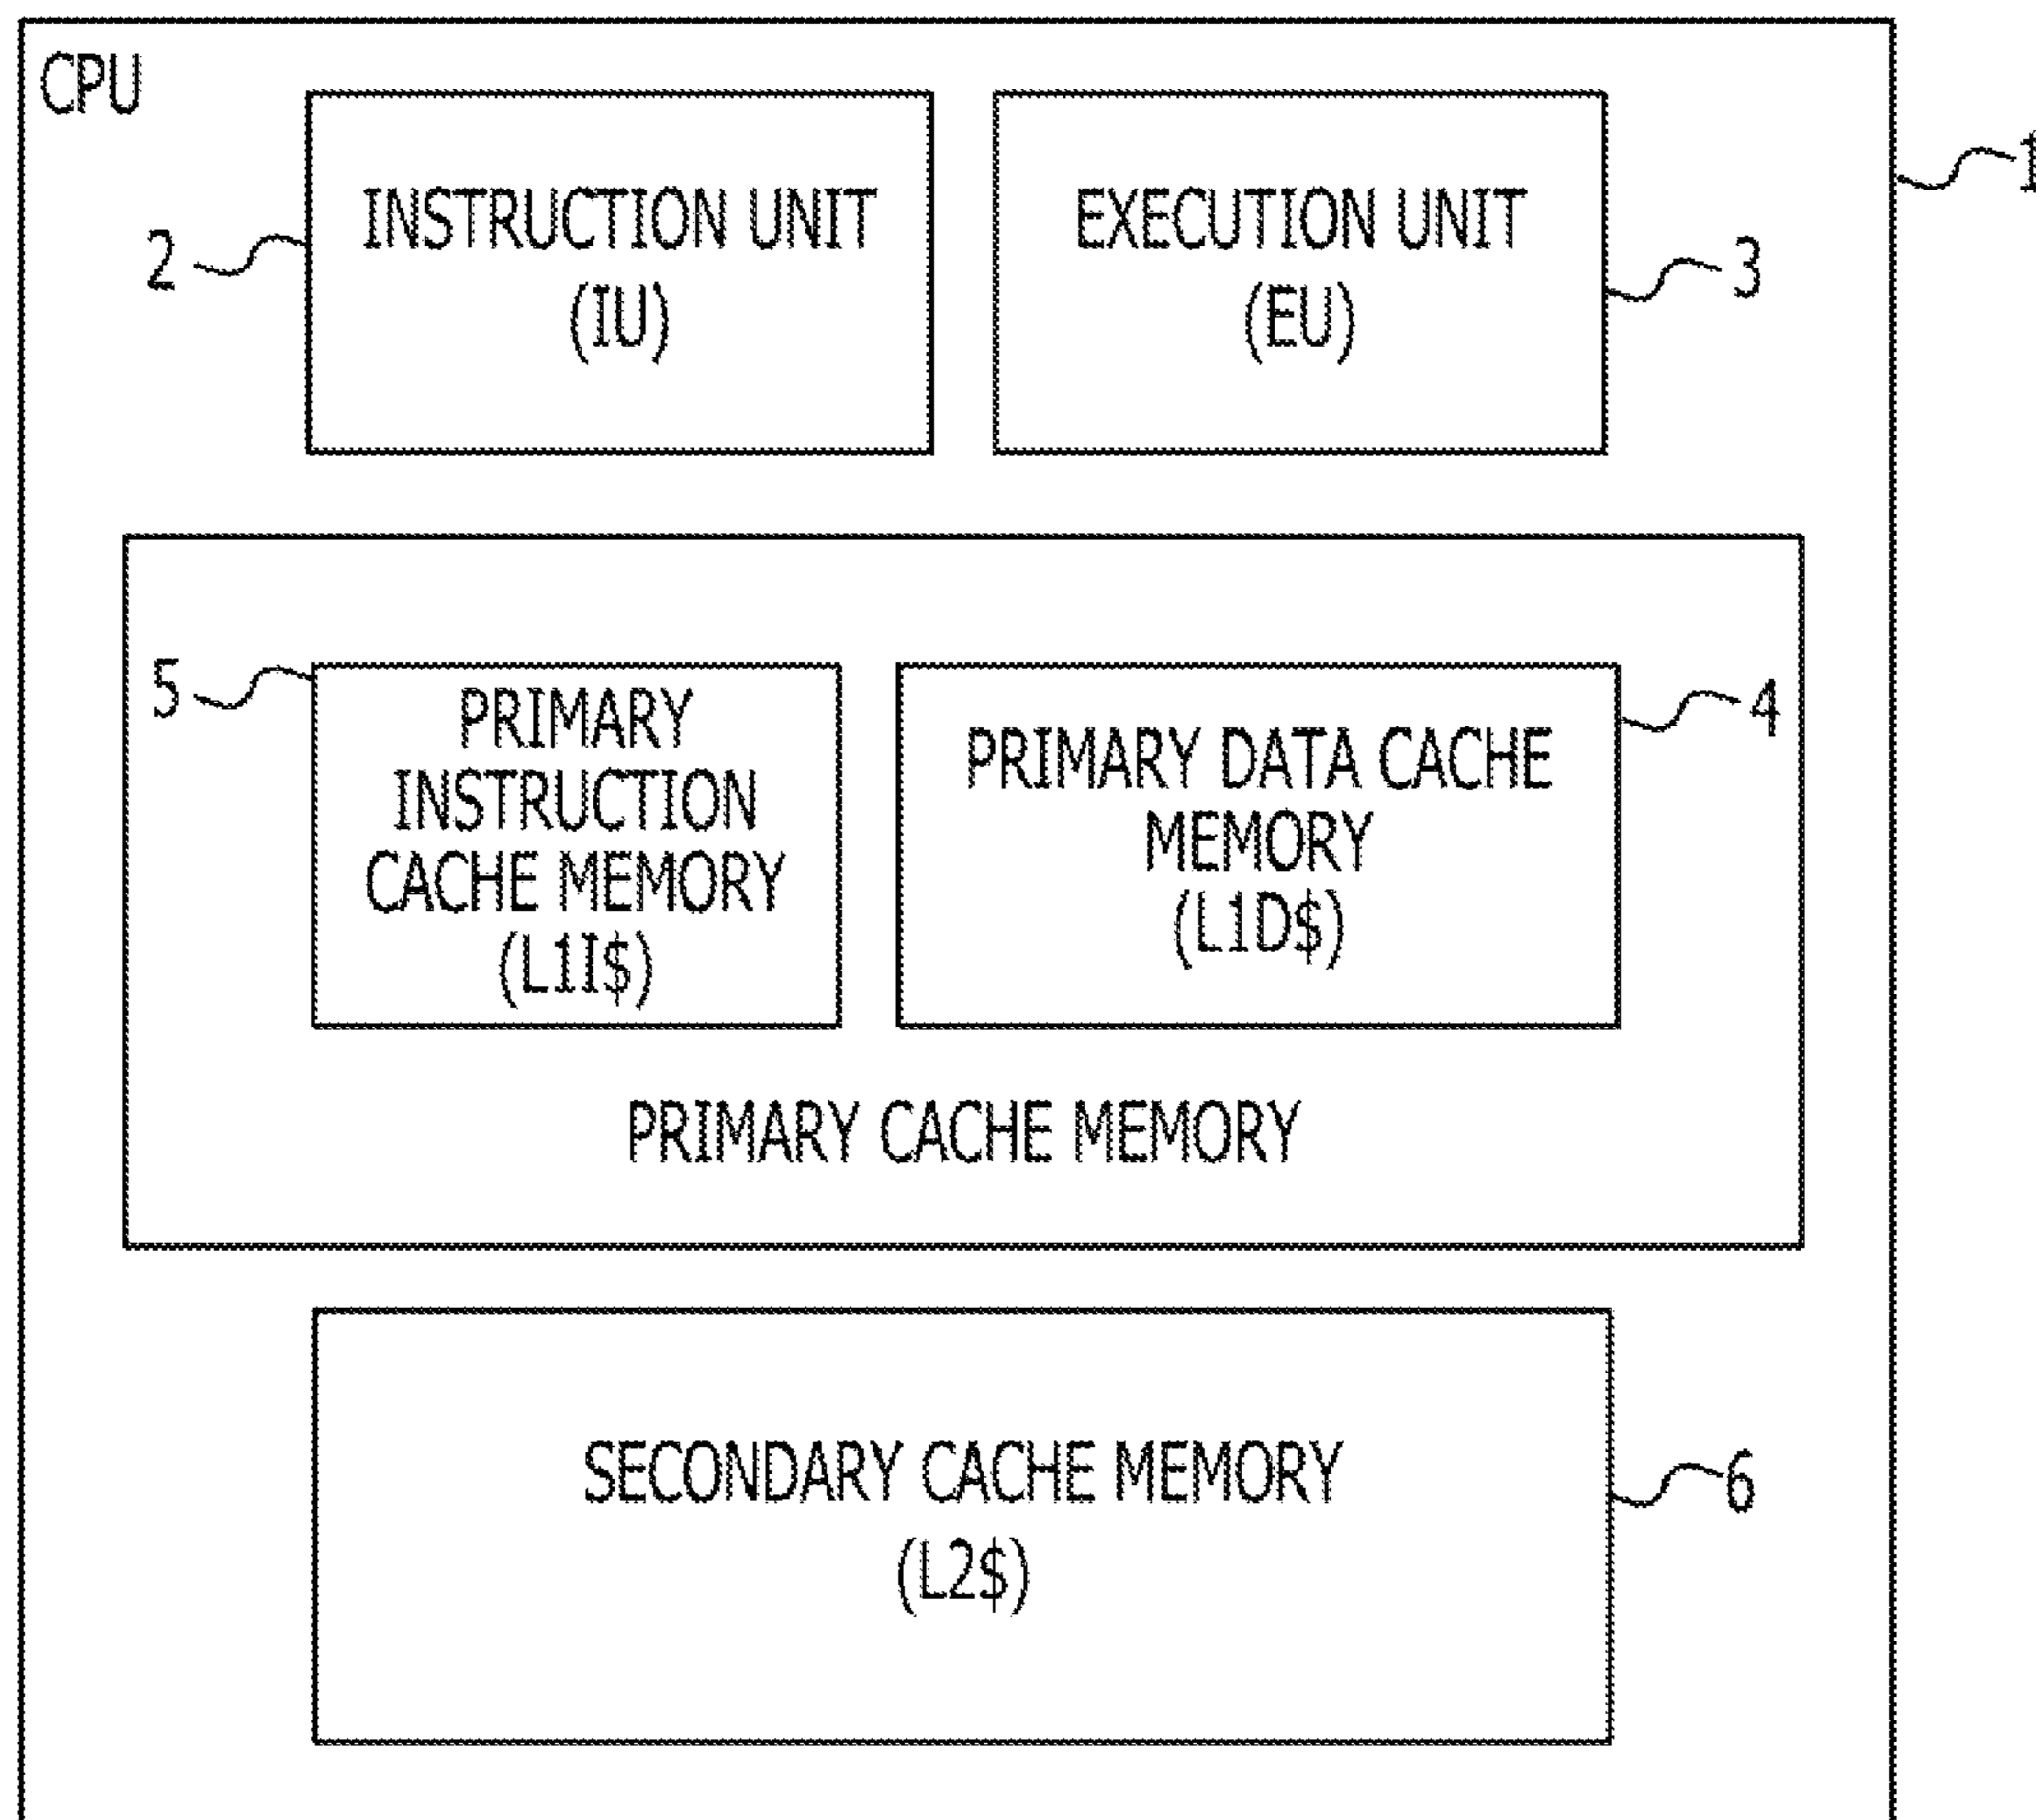 CPU
1
INSTRUCTION UNIT
(IU)
2
EXECUTION UNIT
(EU)
3
5
PRIMARY
INSTRUCTION
CACHE MEMORY
(L1I$)
PRIMARY DATA CACHE
MEMORY
(L1D$)
4
PRIMARY CACHE MEMORY
SECONDARY CACHE MEMORY
(L2$)
6